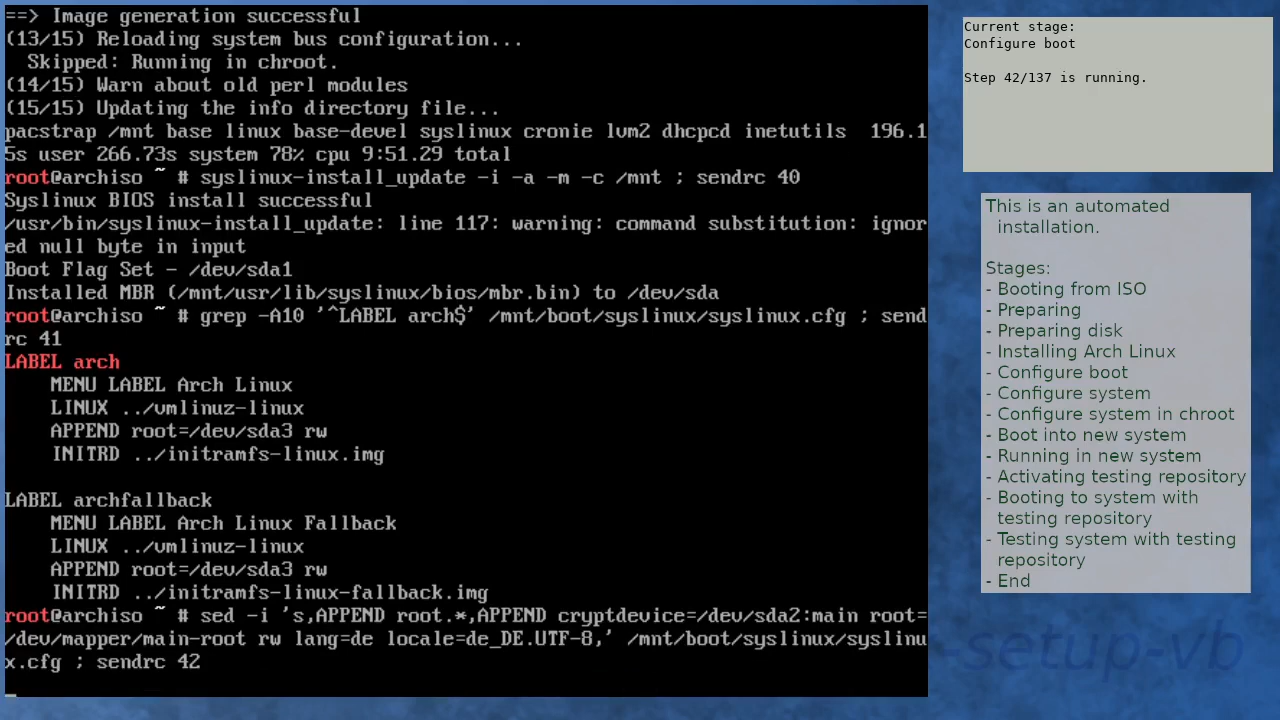 ==> Image generation successful
(13/15) Reloading system bus configuration...
  Skipped: Running in chroot.
(14/15) Warn about old perl modules
(15/15) Updating the info directory file...
pacstrap /mnt base linux base-devel syslinux cronie lvm2 dhcpcd inetutils  196.1
5s user 266.73s system 78% cpu 9:51.29 total
root@archiso ~ # syslinux-install_update -i -a -m -c /mnt ; sendrc 40
Syslinux BIOS install successful
/usr/bin/syslinux-install_update: line 117: warning: command substitution: ignor
ed null byte in input
Boot Flag Set - /dev/sda1
Installed MBR (/mnt/usr/lib/syslinux/bios/mbr.bin) to /dev/sda
root@archiso ~ # grep -A10 '^LABEL arch$' /mnt/boot/syslinux/syslinux.cfg ; send
rc 41
LABEL arch
    MENU LABEL Arch Linux
    LINUX ../vmlinuz-linux
    APPEND root=/dev/sda3 rw
    INITRD ../initramfs-linux.img

LABEL archfallback
    MENU LABEL Arch Linux Fallback
    LINUX ../vmlinuz-linux
    APPEND root=/dev/sda3 rw
    INITRD ../initramfs-linux-fallback.img
root@archiso ~ # sed -i 's,APPEND root.*,APPEND cryptdevice=/dev/sda2:main root=
/dev/mapper/main-root rw lang=de locale=de_DE.UTF-8,' /mnt/boot/syslinux/syslinu
x.cfg ; sendrc 42
Current stage:
Configure boot
Step 42/137 is running.
This is an automated
installation.
Stages:
- Booting from ISO
- Preparing
- Preparing disk
- Installing Arch Linux
- Configure boot
- Configure system
- Configure system in chroot
- Boot into new system
- Running in new system
- Activating testing repository
- Booting to system with
testing repository
- Testing system with testing
repository
- End
-setup-vb